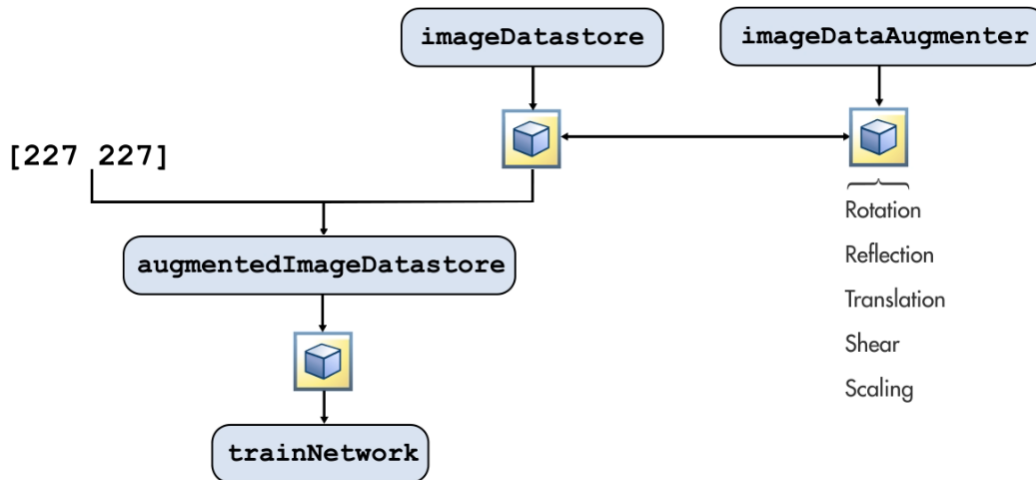 imageDatastore
imageDataAugmenter
[227 227]
Rotation
Reflection
Translation
Shear
Scaling
augmentedImageDatastore
trainNetwork